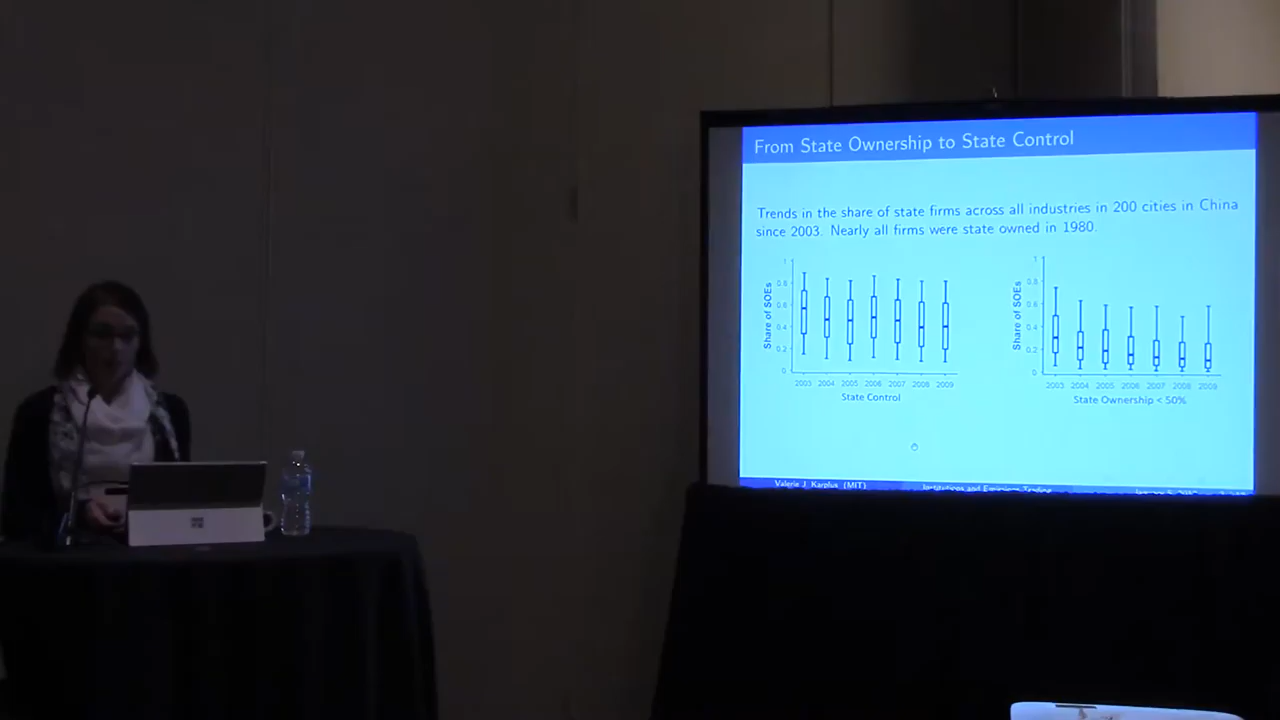 From State Ownership to State Control
Trends in the share of state firms across all industries in 200 cities in China
since 2003. Nearly all firms were state owned in 1980.
Share of SOEs
1
0.8
0.6
0.4
0.2
0
2003 2004 2005 2006 2007 2008 2009
State Control
Share of SOEs
1
0.8
0.6
0.4
0.2
0
2003 2004 2005 2006 2007 2008 2009
State Ownership < 50%
Valerie J. Karplus (MIT) Institutions and Emissions Trading